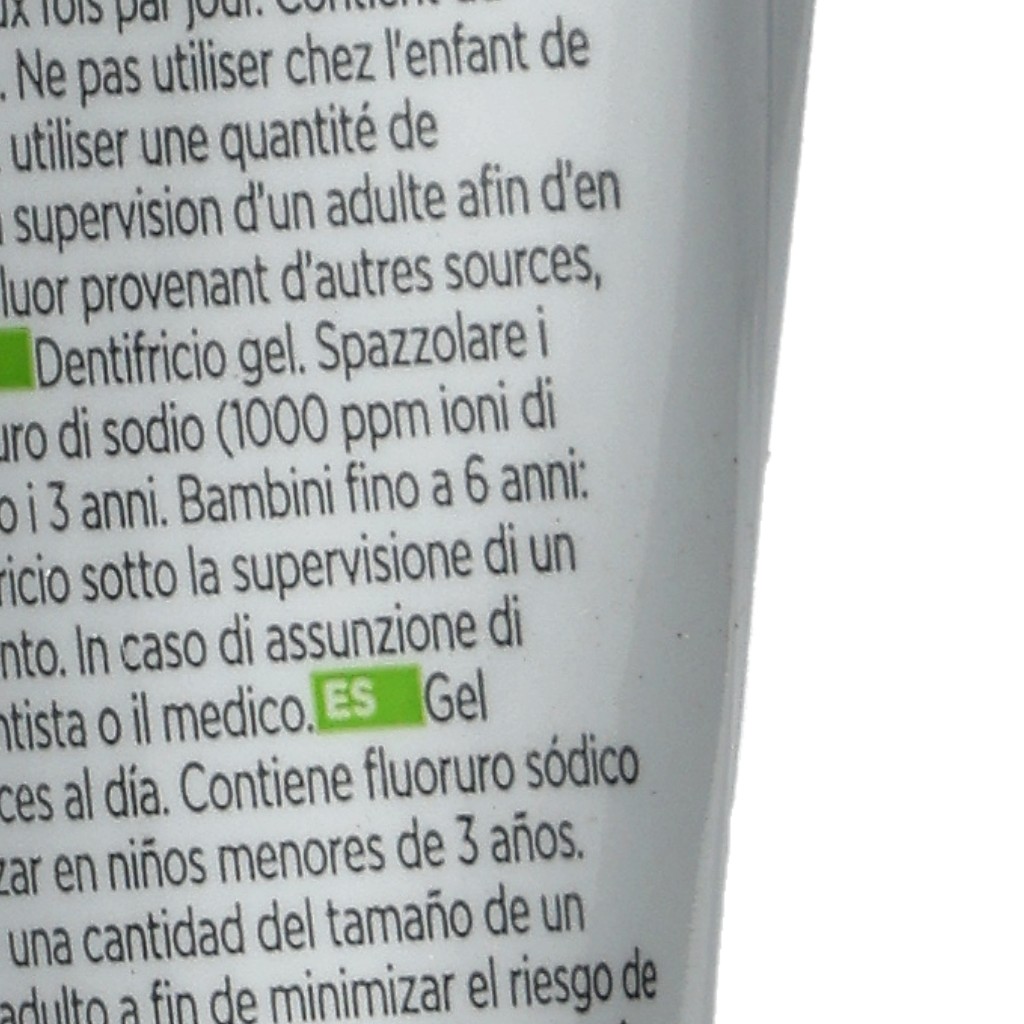 fois par jour. Contient
. Ne pas utiliser chez l'enfant de
utiliser une quantité de
supervision d'un adulte afin d'en
luor provenant d'autres sources,
Dentifricio gel. Spazzolare i
uro di sodio (1000 ppm ioni di
o i 3 anni. Bambini fino a 6 anni:
ricio sotto la supervisione di un
nto. In caso di assunzione di
ntista o il medico. ES Gel
ces al día. Contiene fluoruro sódico
zar en niños menores de 3 años.
una cantidad del tamaño de un
adulto a fin de minimizar el riesgo de